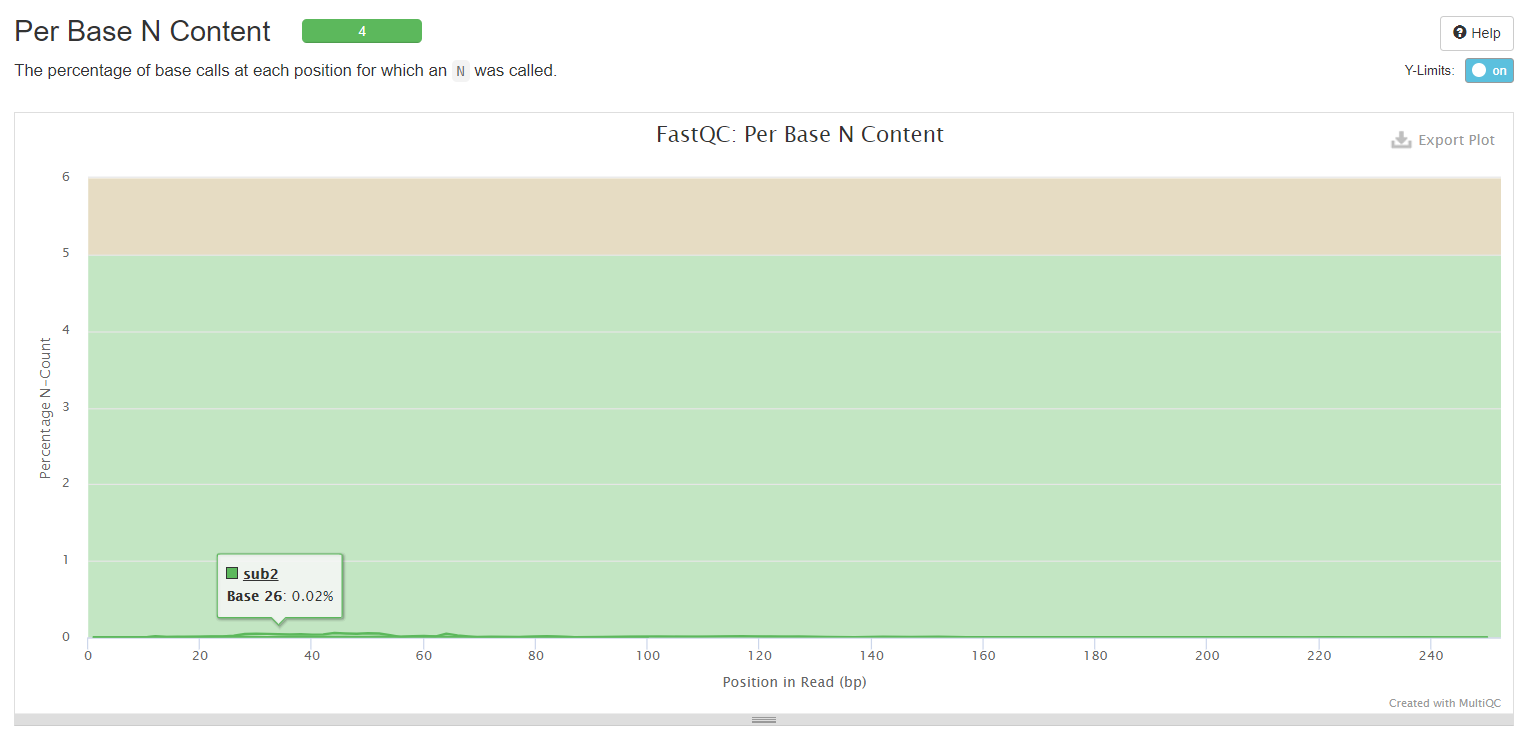 Per Base N Content 4
Help
The percentage of base calls at each position for which an N was called.
Y-Limits: on
FastQC: Per Base N Content
Export Plot
6
5
4
3
2
1
0
Percentage N-Count
sub2
Base 26: 0.02%
0 20 40 60 80 100 120 140 160 180 200 220 240
Position in Read (bp)
Created with MultiQC